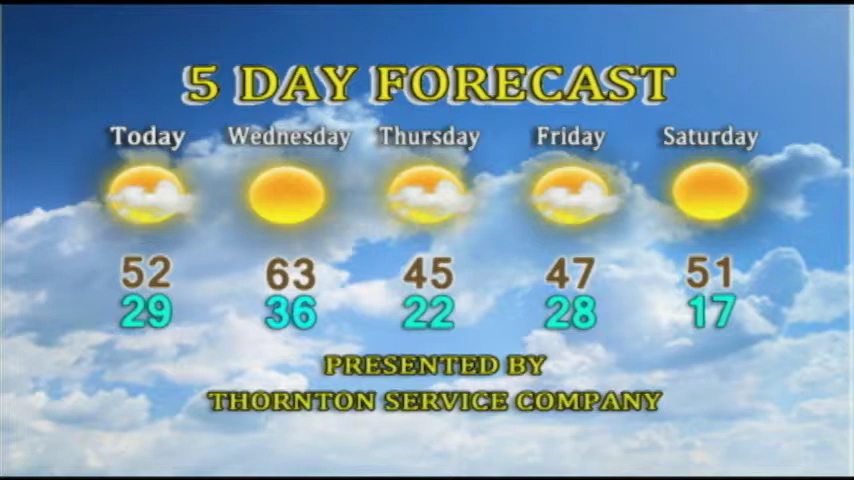 5 DAY FORECAST
Today Wednesday Thursday Friday Saturday
52 63 45 47 51
29 36 22 28 17
PRESENTED BY
THORNTON SERVICE COMPANY